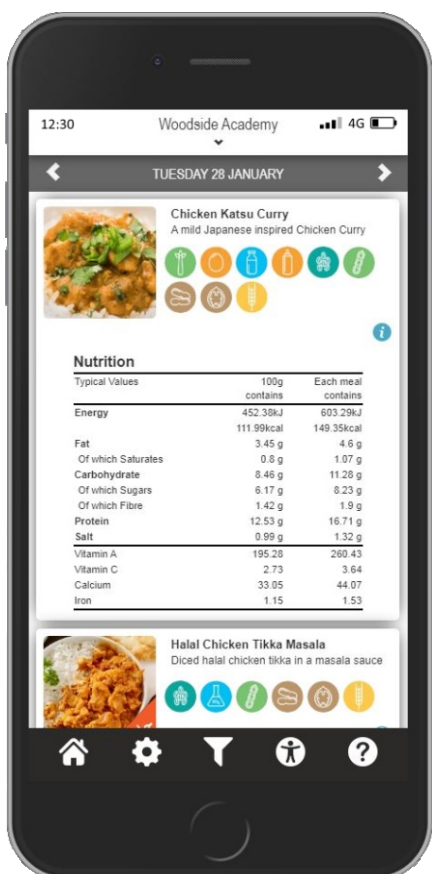 12:30 Woodside Academy 4G
TUESDAY 28 JANUARY
Chicken Katsu Curry
A mild Japanese inspired Chicken Curry
i
Nutrition
Typical Values 100g Each meal
contains contains
Energy 452.38kJ 603.29kJ
111.99kcal 149.35kcal
Fat 3.45 g 4.6 g
Of which Saturates 0.8 g 1.07 g
Carbohydrate 8.46 g 11.28 g
Of which Sugars 6.17 g 8.23 g
Of which Fibre 1.42 g 1.9 g
Protein 12.53 g 16.71 g
Salt 0.99 g 1.32 g
Vitamin A 195.28 260.43
Vitamin C 2.73 3.64
Calcium 33.05 44.07
Iron 1.15 1.53
Halal Chicken Tikka Masala
Diced halal chicken tikka in a masala sauce
?